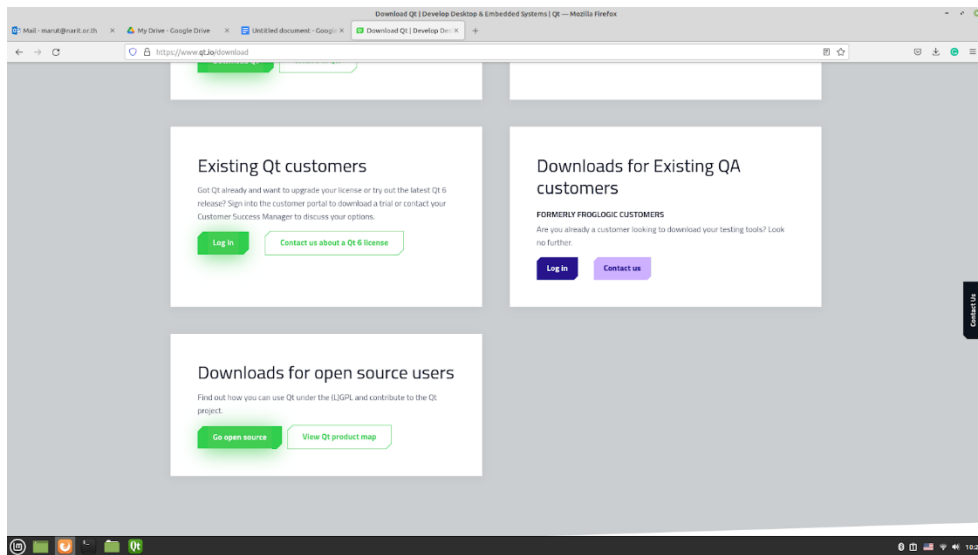 Download Qt | Develop Desktop & Embedded Systems | Qt — Mozilla Firefox
Mail - marut@narit.or.th
My Drive - Google Drive
Untitled document - Google
Download Qt | Develop Des
https://www.qt.io/download
Existing Qt customers
Got Qt already and want to upgrade your license or try out the latest Qt 6
release? Sign into the customer portal to download a trial or contact your
Customer Success Manager to discuss your options.
Log in
Contact us about a Qt 6 license
Downloads for Existing QA
customers
FORMERLY FROGLOGIC CUSTOMERS
Are you already a customer looking to download your testing tools? Look
no further.
Log in
Contact us
Contact Us
Downloads for open source users
Find out how you can use Qt under the (L)GPL and contribute to the Qt
project.
Go open source
View Qt product map
Qt